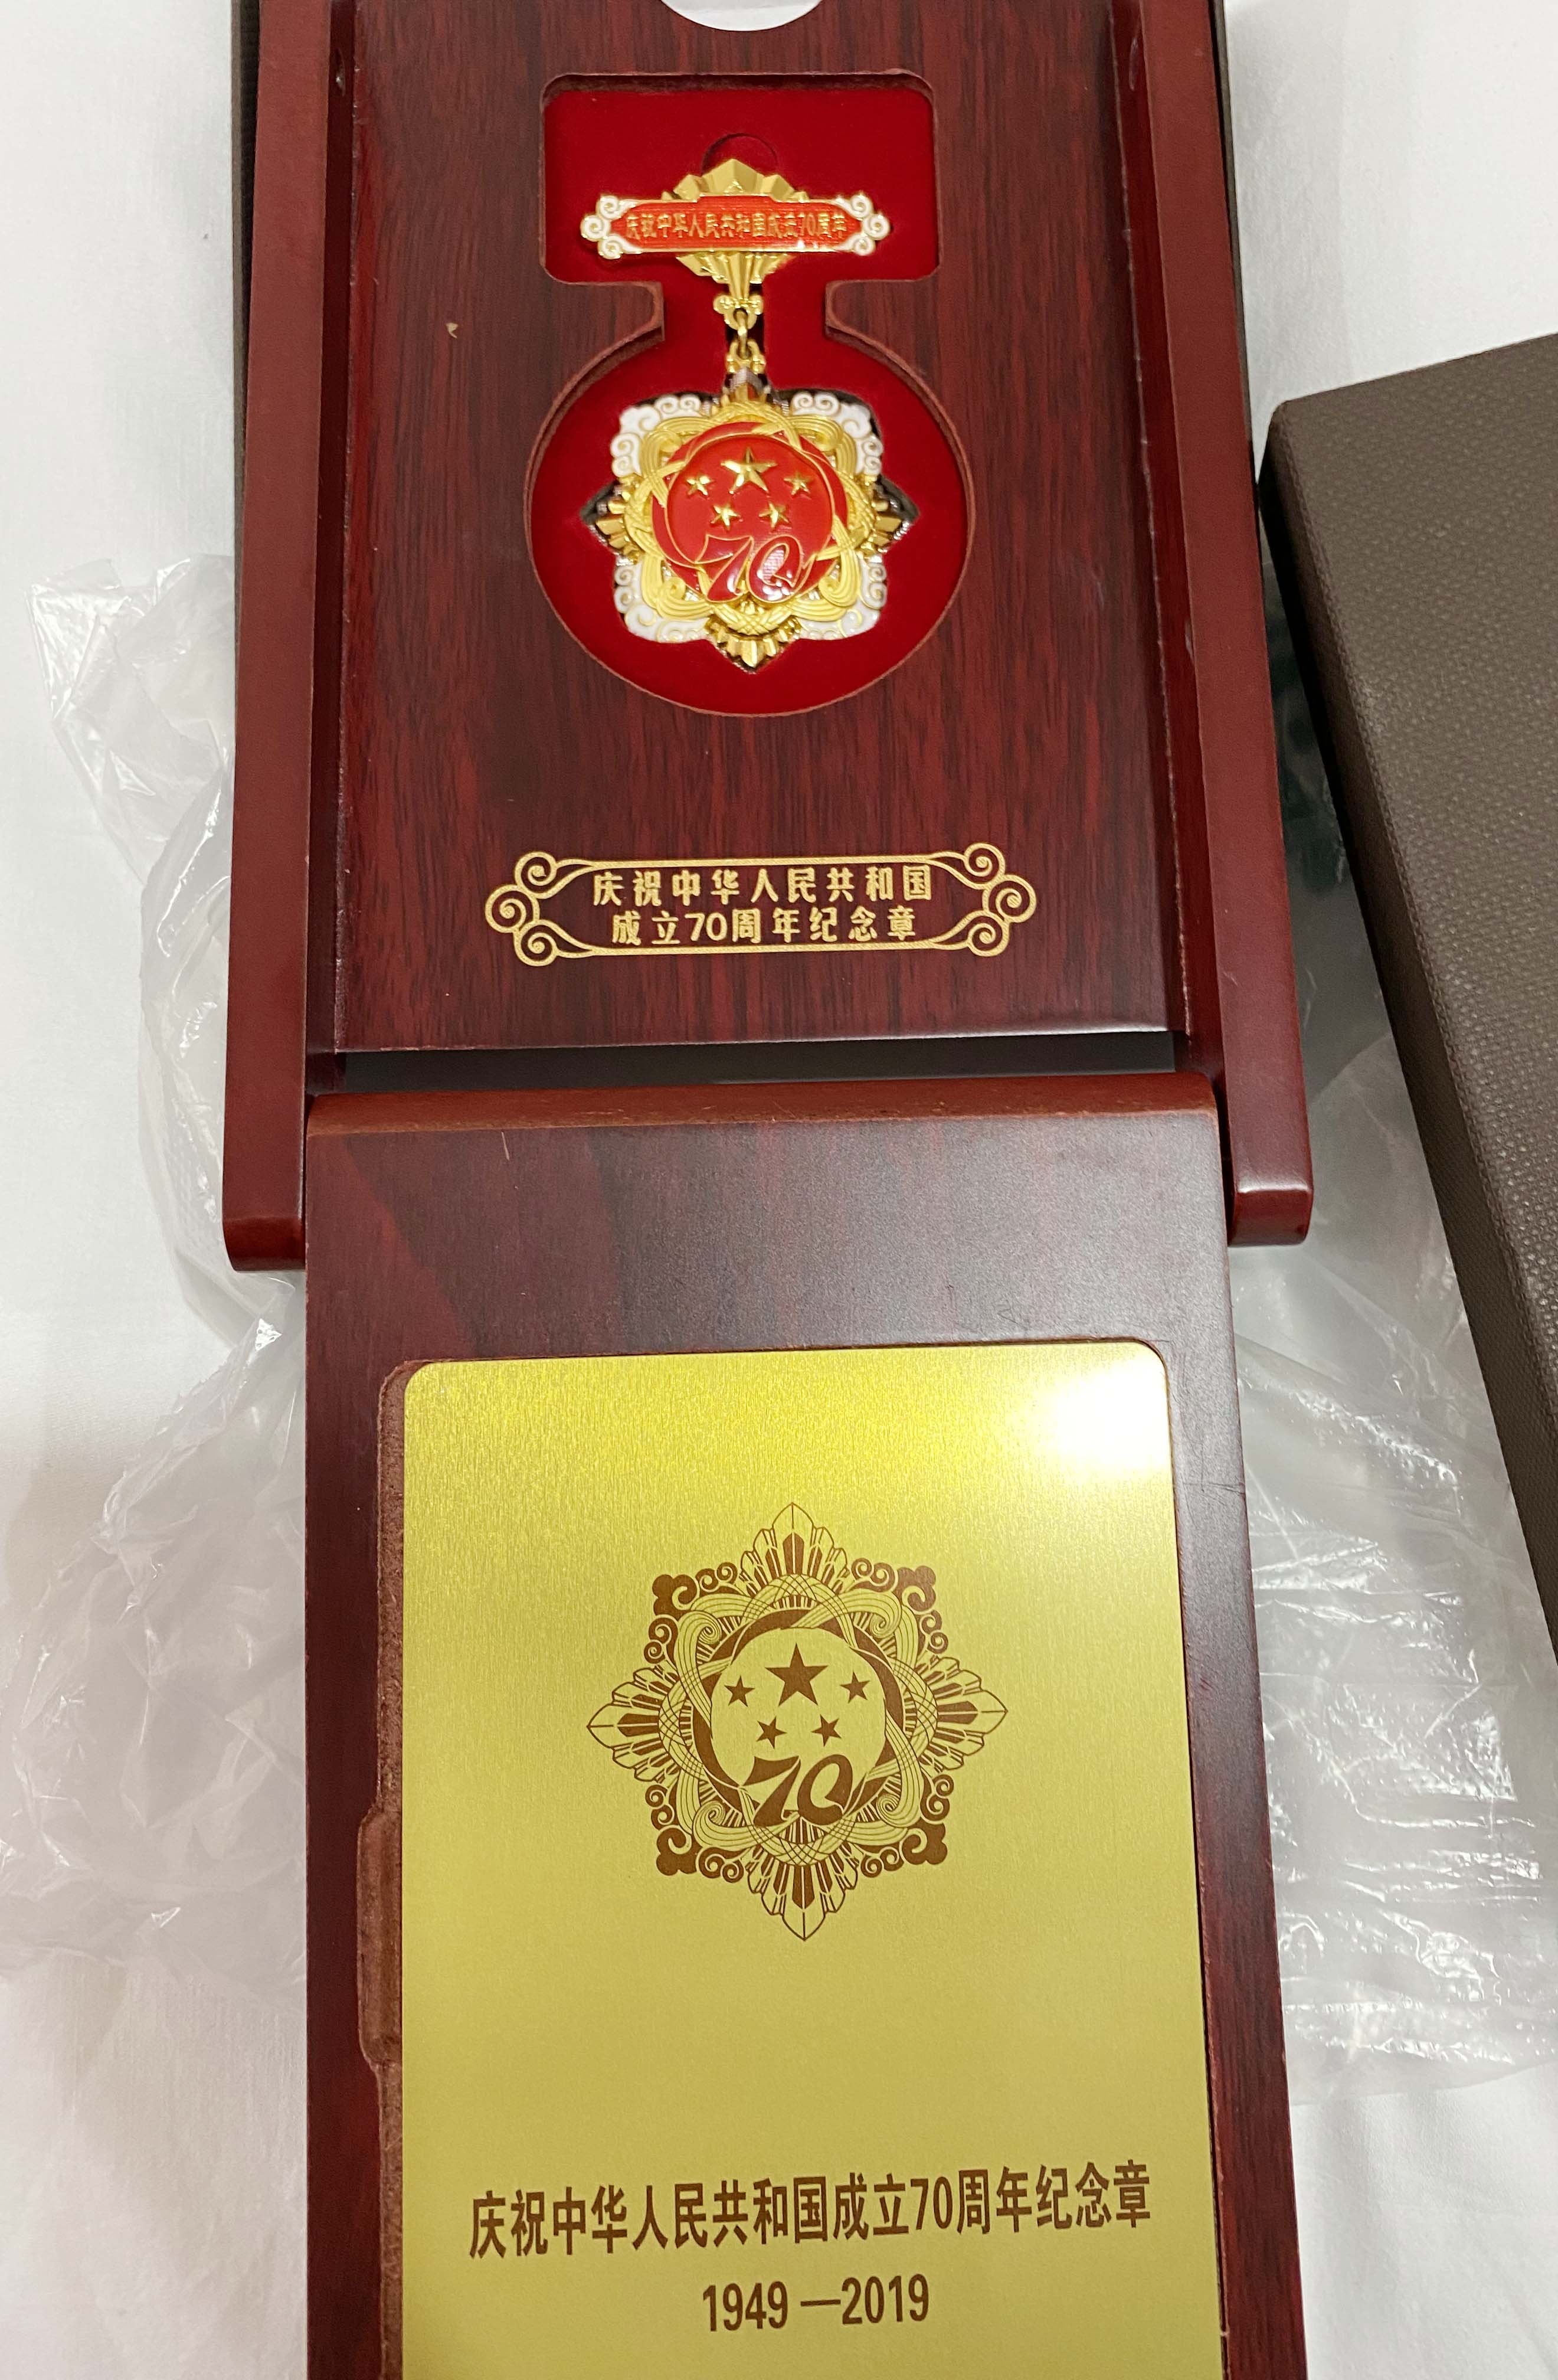 庆祝中华人民共和国成立70周年
70
庆祝中华人民共和国
成立70周年纪念章
70
庆祝中华人民共和国成立70周年纪念章
1949—2019